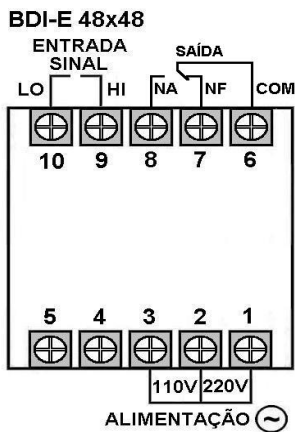 BDI-E 48x48
ENTRADA
SINAL
SAÍDA
LO HI NA NF COM
10 9 8 7 6
5 4 3 2 1
110V 220V
ALIMENTAÇÃO ~